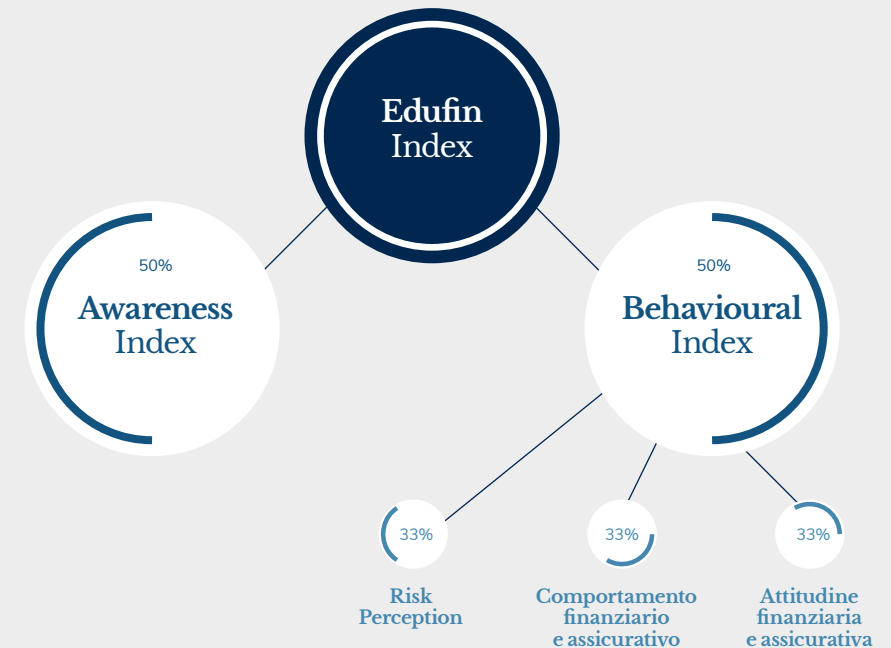 Edufin
Index
50%
Awareness
Index
50%
Behavioural
Index
33%
Risk
Perception
33%
Comportamento
finanziario
e assicurativo
33%
Attitudine
finanziaria
e assicurativa